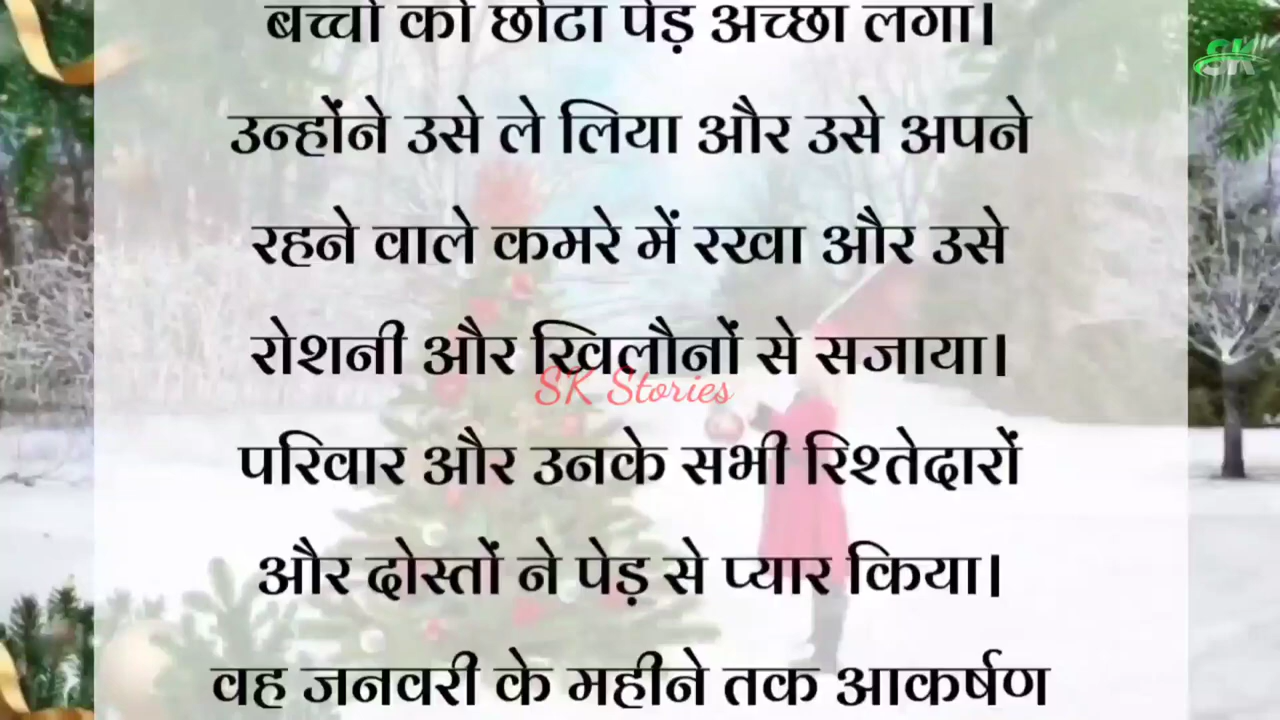 बच्चों को छोटा पेड़ अच्छा लगा।
SK
उन्होंने उसे ले लिया और उसे अपने
रहने वाले कमरे में रखा और उसे
रोशनी और खिलौनों से सजाया।
SK Stories
परिवार और उनके सभी रिश्तेदारों
और दोस्तों ने पेड़ से प्यार किया।
वह जनवरी के महीने तक आकर्षण